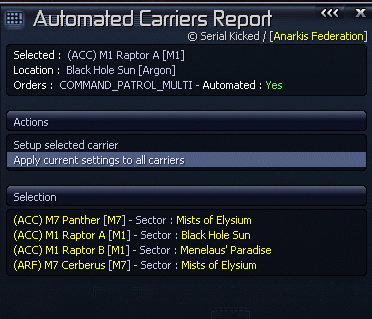 Automated Carriers Report
© Serial Kicked / [Anarkis Federation]
Selected : (ACC) M1 Raptor A [M1]
Location : Black Hole Sun [Argon]
Orders : COMMAND_PATROL_MULTI - Automated : Yes
Actions
Setup selected carrier
Apply current settings to all carriers
Selection
(ACC) M7 Panther [M7] - Sector : Mists of Elysium
(ACC) M1 Raptor A [M1] - Sector : Black Hole Sun
(ACC) M1 Raptor B [M1] - Sector : Menelaus' Paradise
(ARF) M7 Cerberus [M7] - Sector : Mists of Elysium